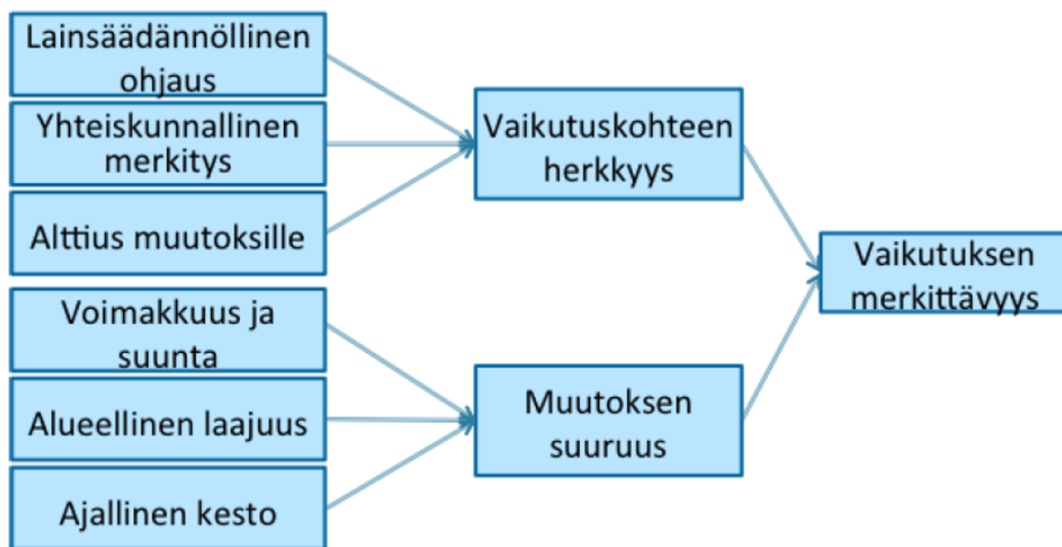 Lainsäädännöllinen
ohjaus
Yhteiskunnallinen
merkitys
Alttius muutoksille
Voimakkuus ja
suunta
Alueellinen laajuus
Ajallinen kesto
Vaikutuskohteen
herkkyys
Muutoksen
suuruus
Vaikutuksen
merkittävyys